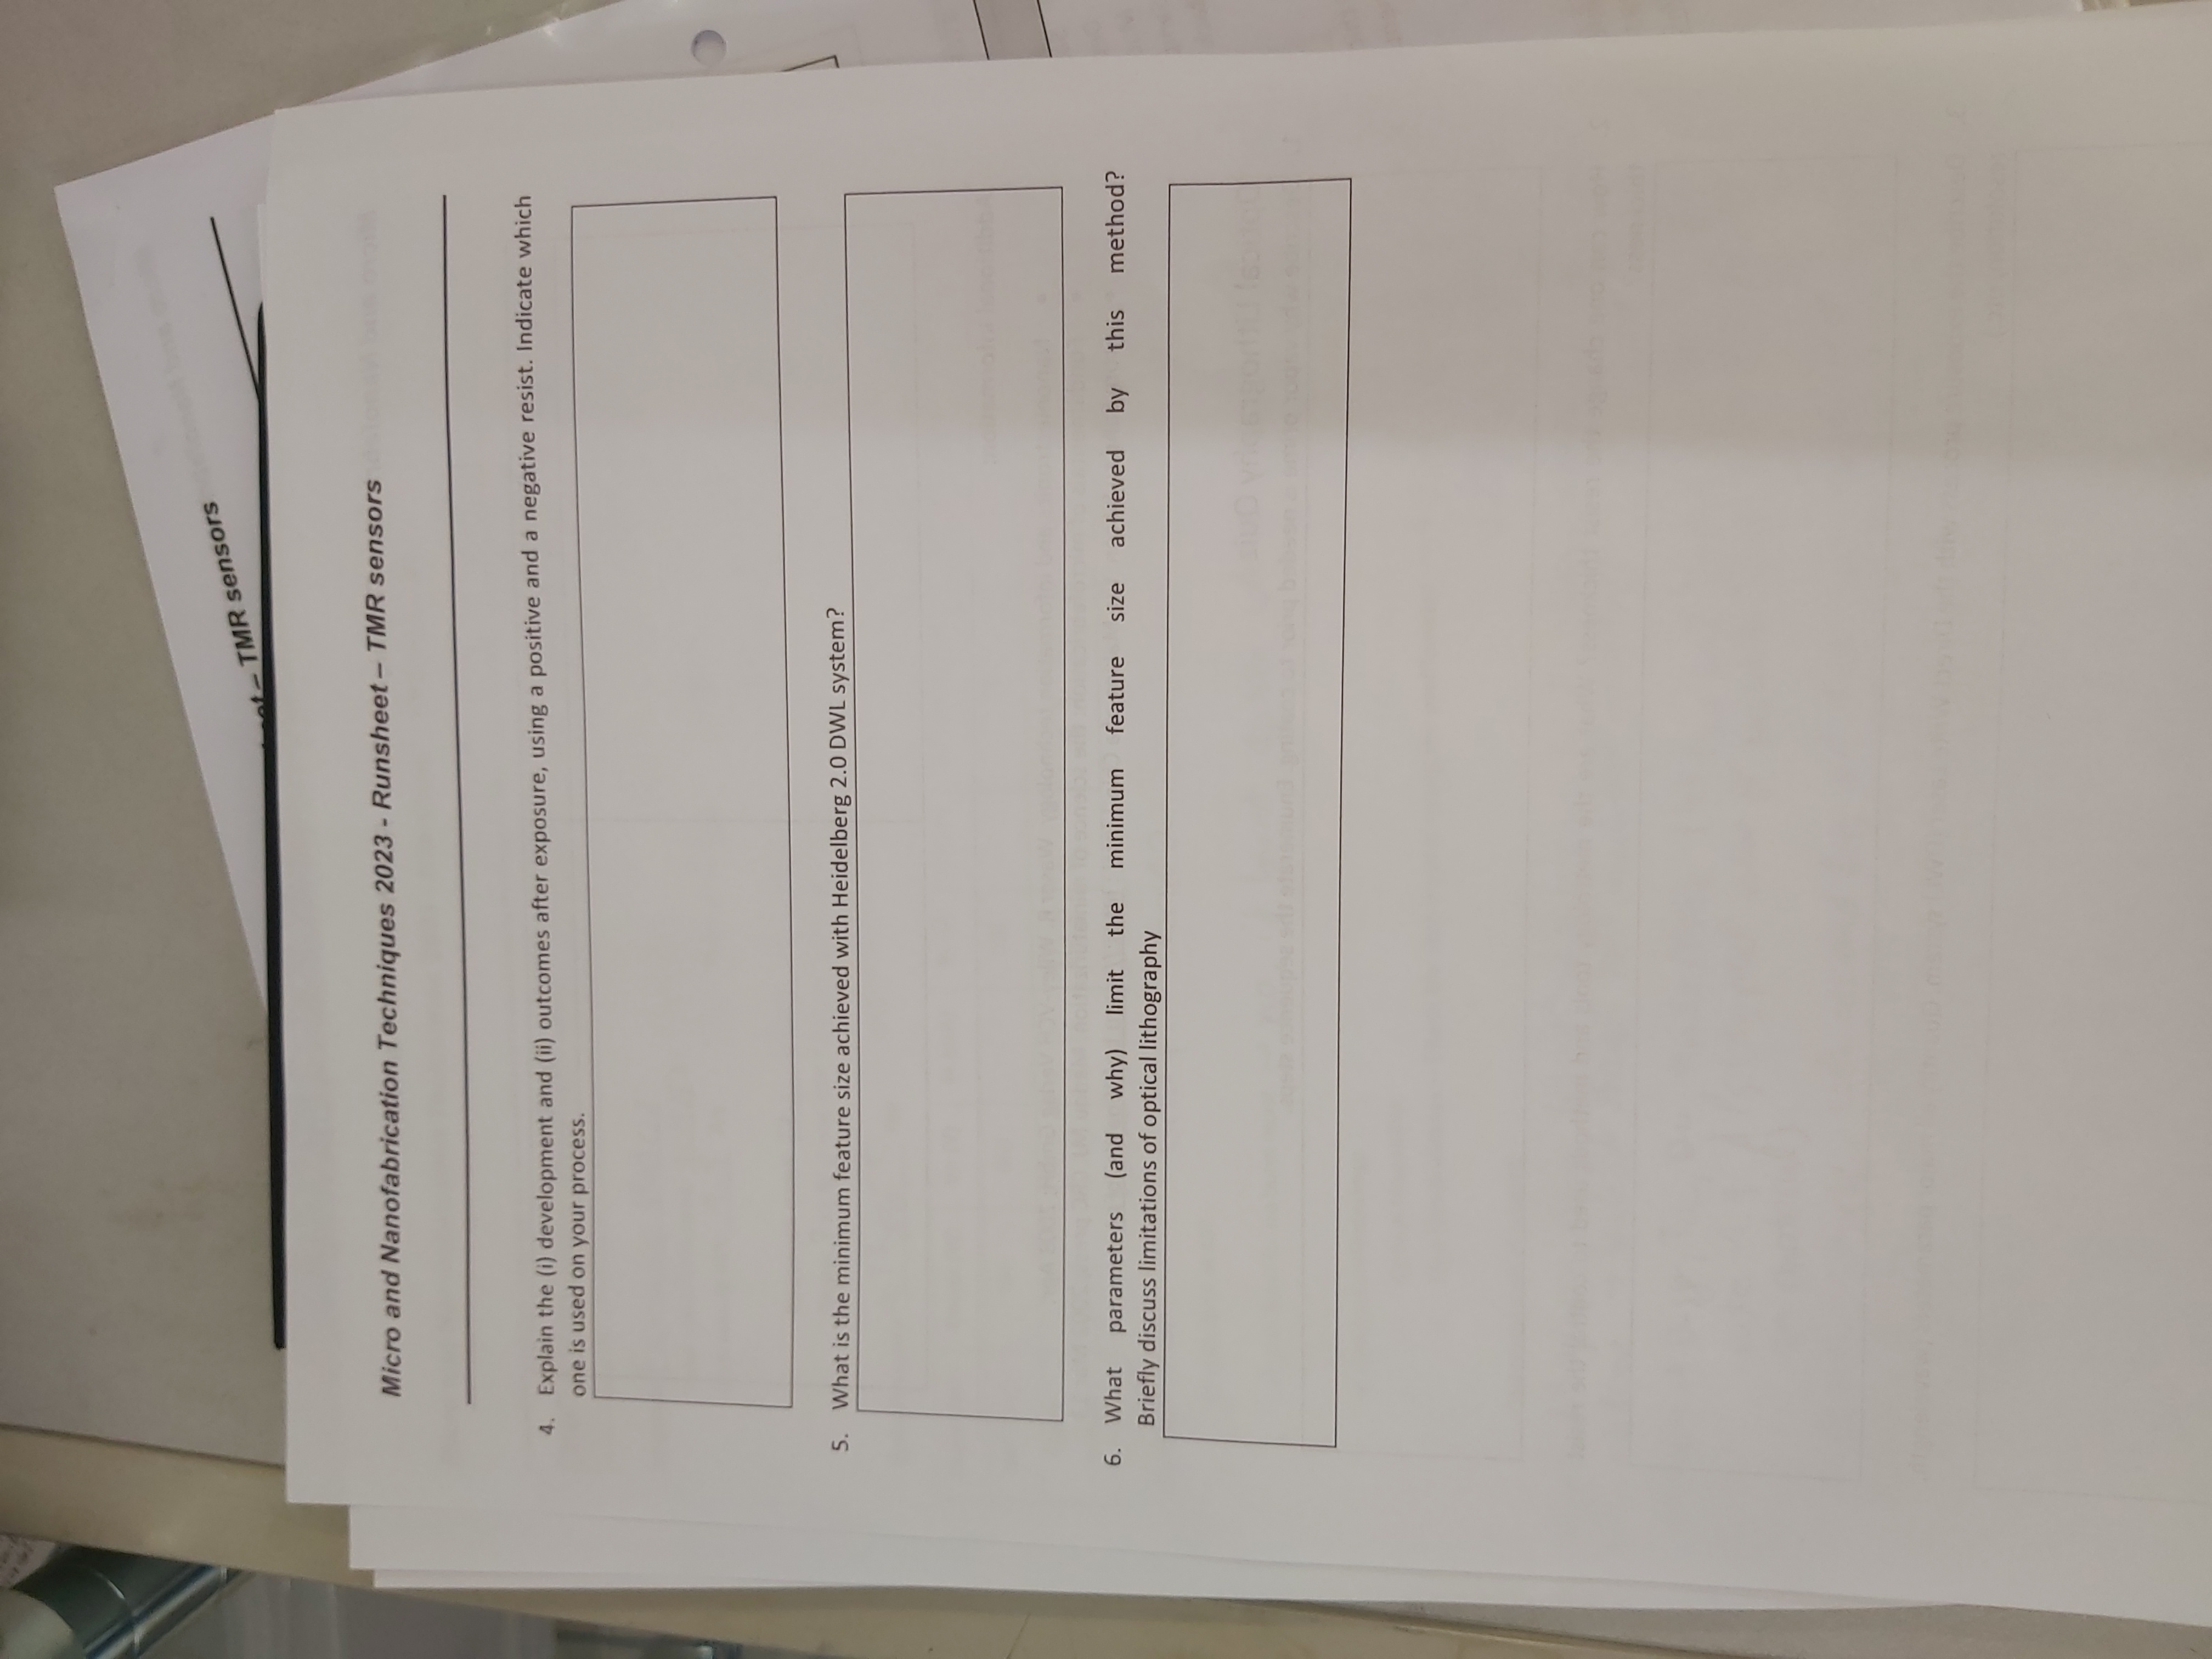 – TMR sensors
Micro and Nanofabrication Techniques 2023 - Runsheet – TMR sensors
4. Explain the (i) development and (ii) outcomes after exposure, using a positive and a negative resist. Indicate which
one is used on your process.
5. What is the minimum feature size achieved with Heidelberg 2.0 DWL system?
6. What parameters (and why) limit the minimum feature size achieved by this method?
Briefly discuss limitations of optical lithography